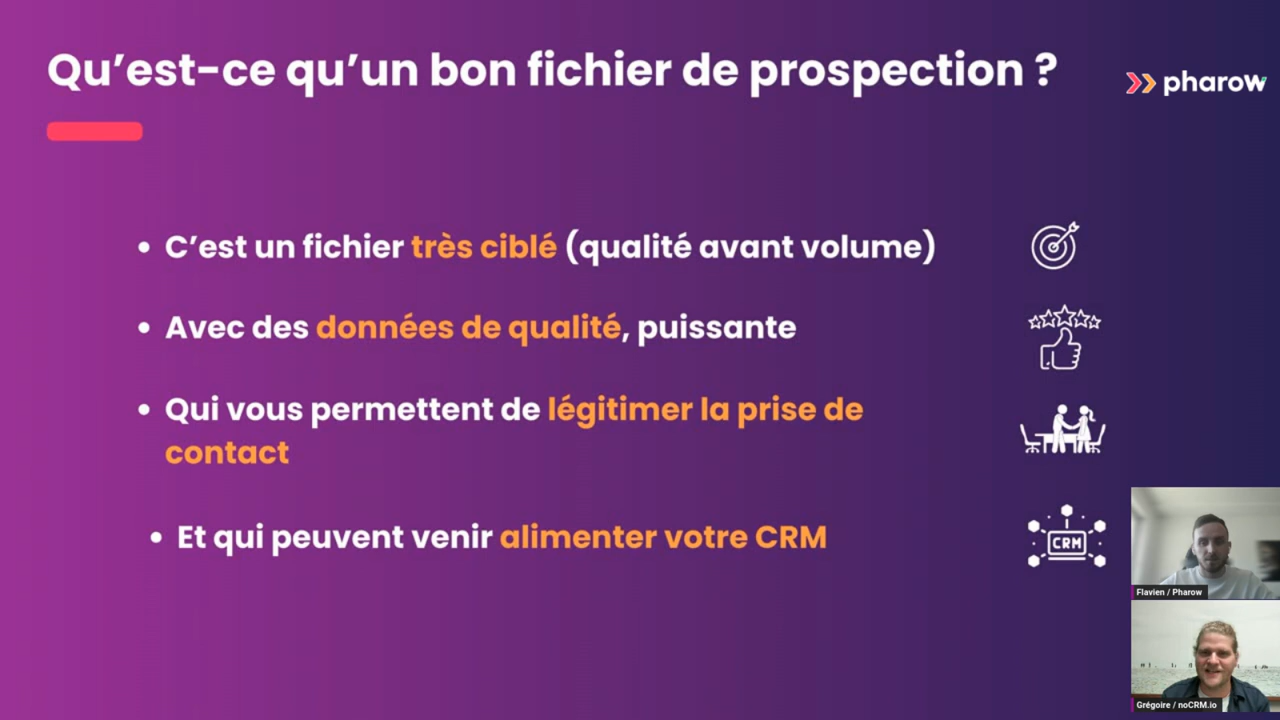 Qu’est-ce qu’un bon fichier de prospection ?
pharow
• C’est un fichier très ciblé (qualité avant volume)
• Avec des données de qualité, puissante
• Qui vous permettent de légitimer la prise de
contact
• Et qui peuvent venir alimenter votre CRM
CRM
Flavien / Pharow
Grégoire / noCRM.io